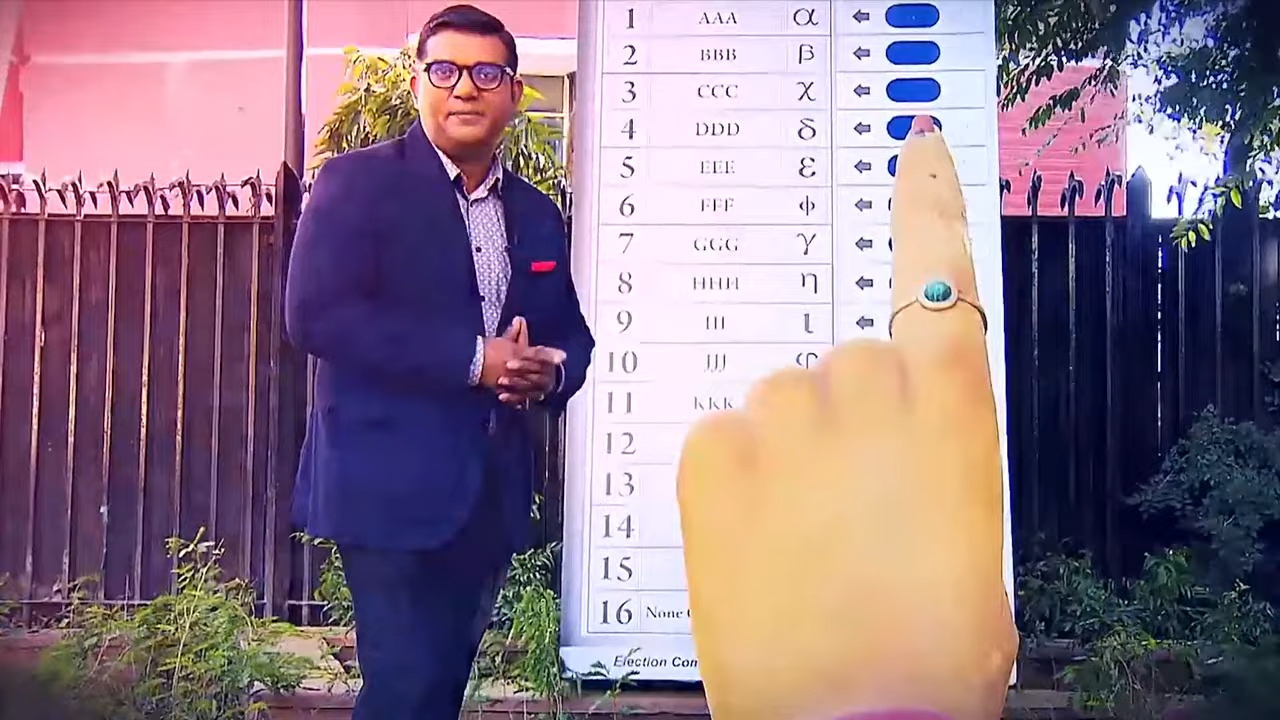 1 AAA α
2 BBB β
3 CCC χ
4 DDD δ
5 EEE ε
6 FFF φ
7 GGG γ
8 HHH η
9 III ι
10 JJJ φ
11 KKK
12
13
14
15
16 None
Election Com